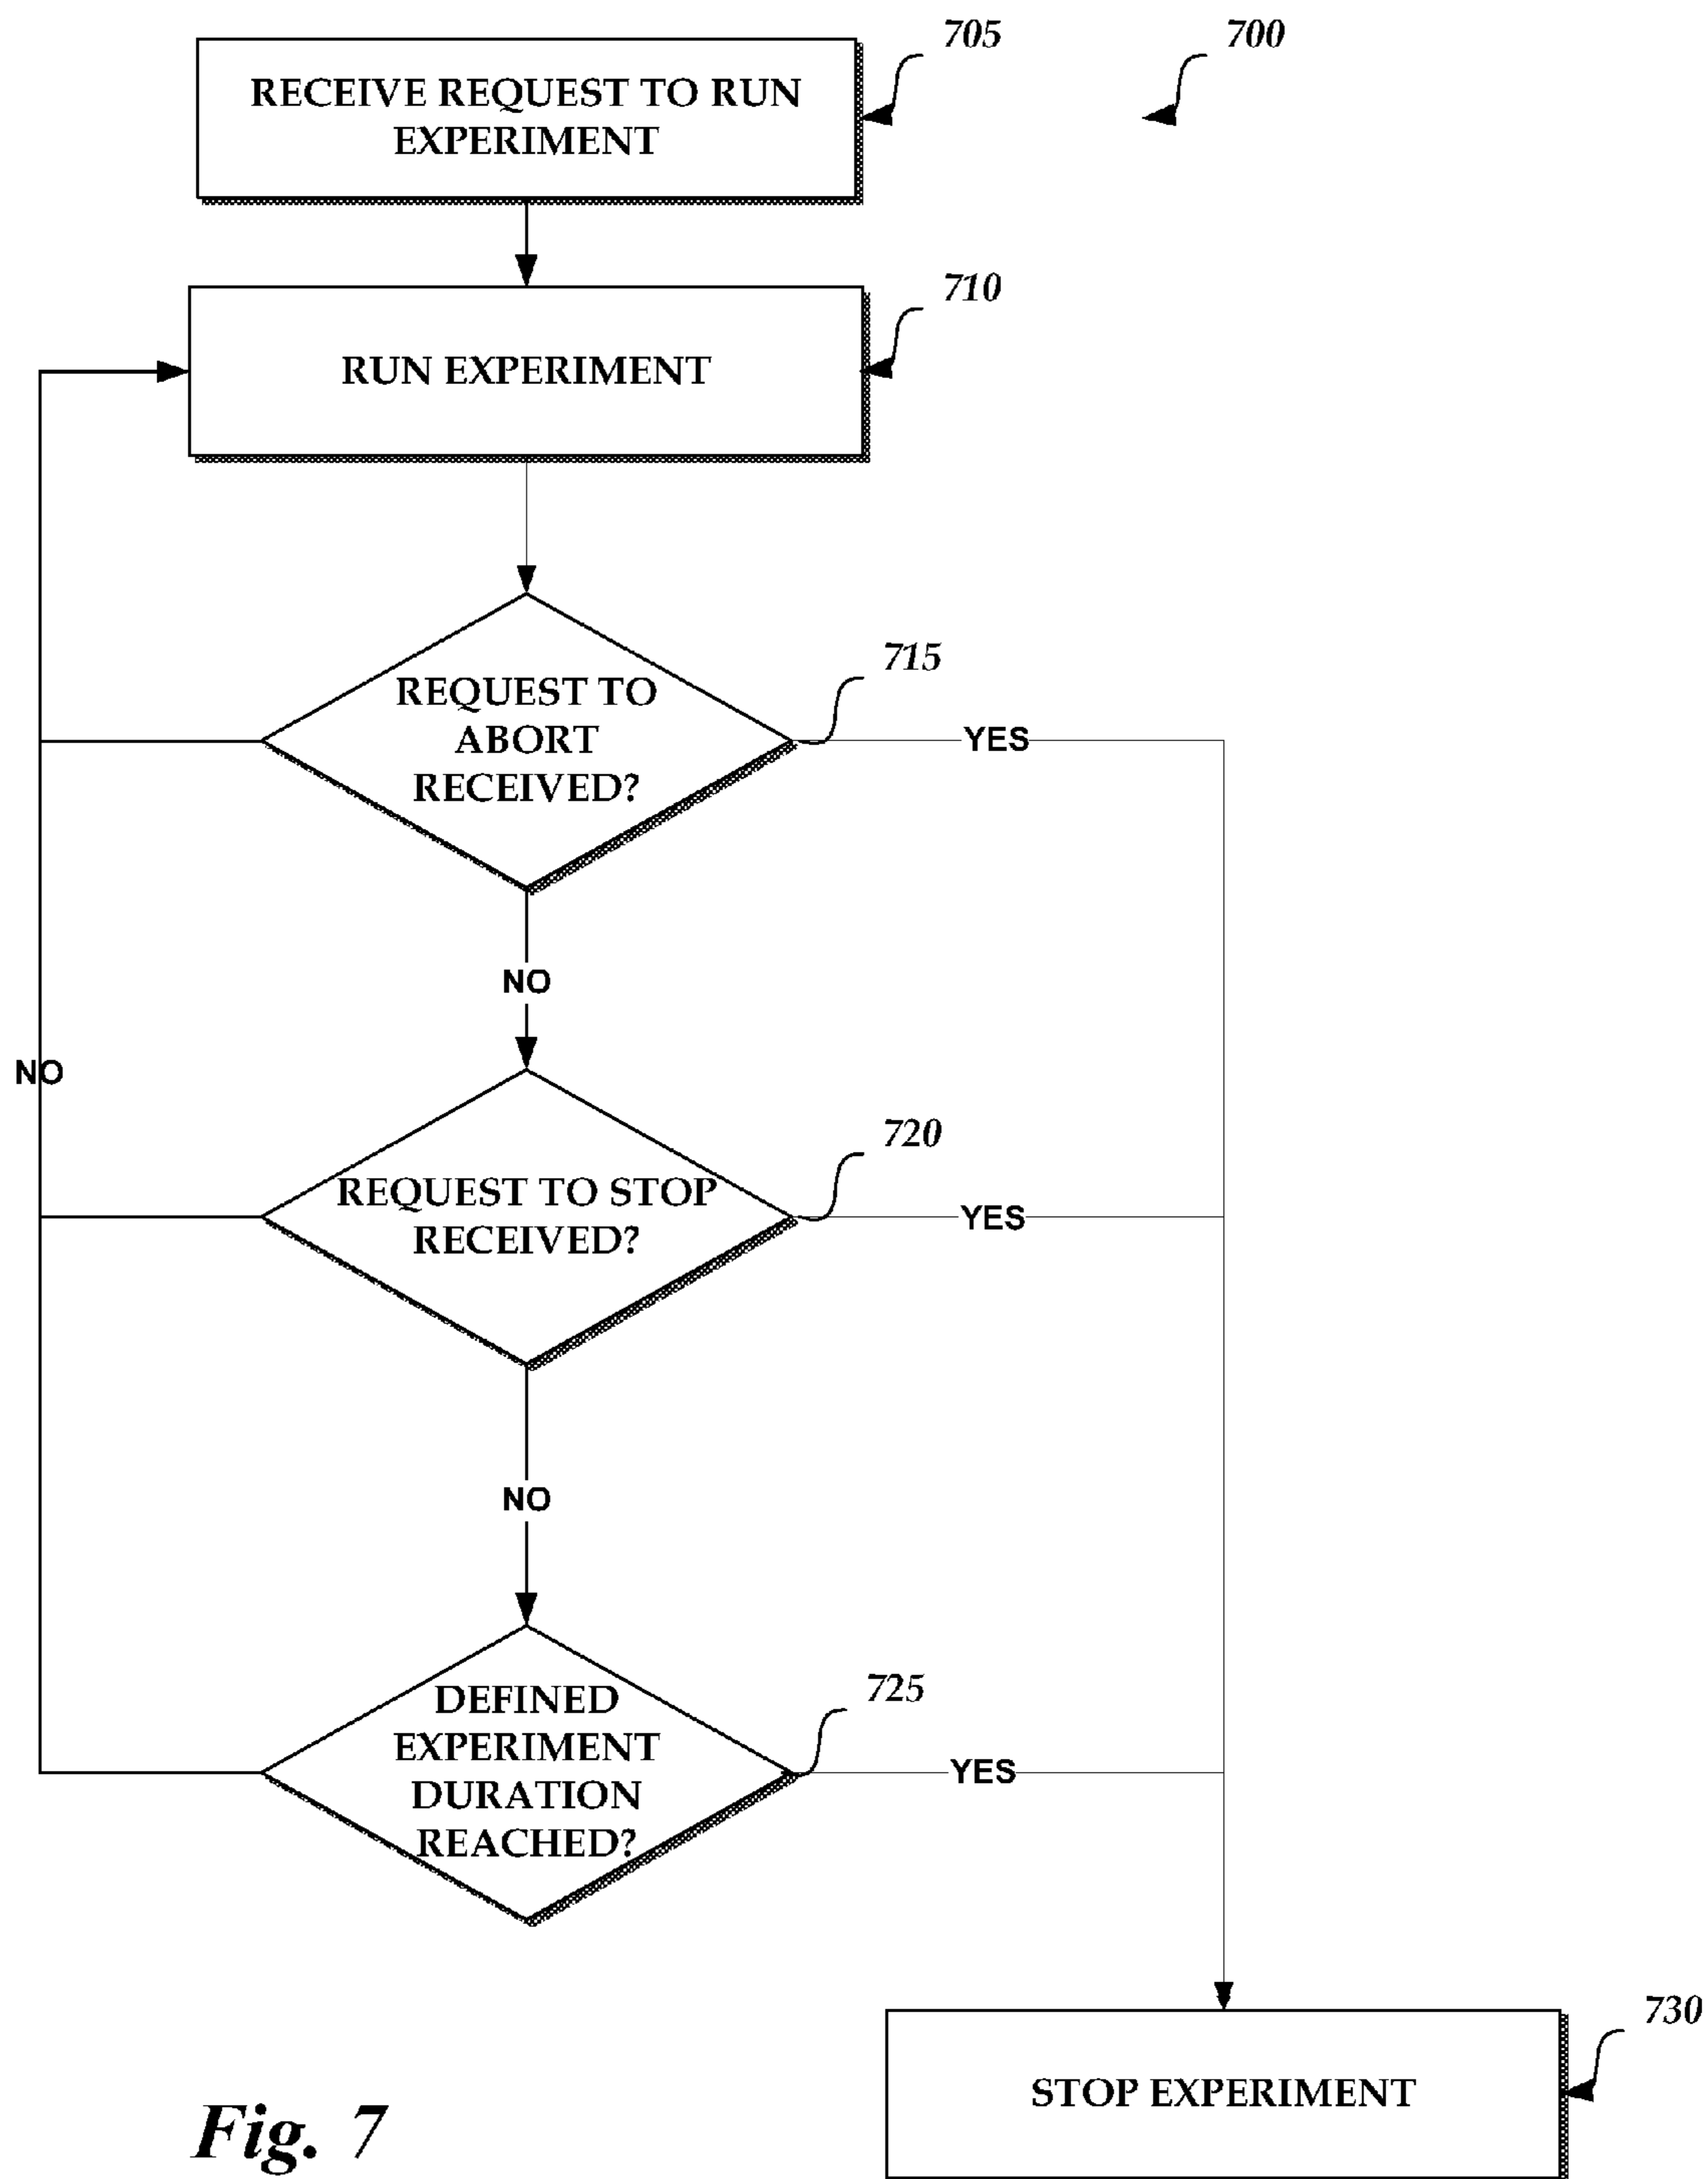 705
700
RECEIVE REQUEST TO RUN
EXPERIMENT
710
RUN EXPERIMENT
715
REQUEST TO
ABORT
RECEIVED?
YES
NO
NO
720
REQUEST TO STOP
RECEIVED?
YES
NO
725
DEFINED
EXPERIMENT
DURATION
REACHED?
YES
730
STOP EXPERIMENT
Fig. 7